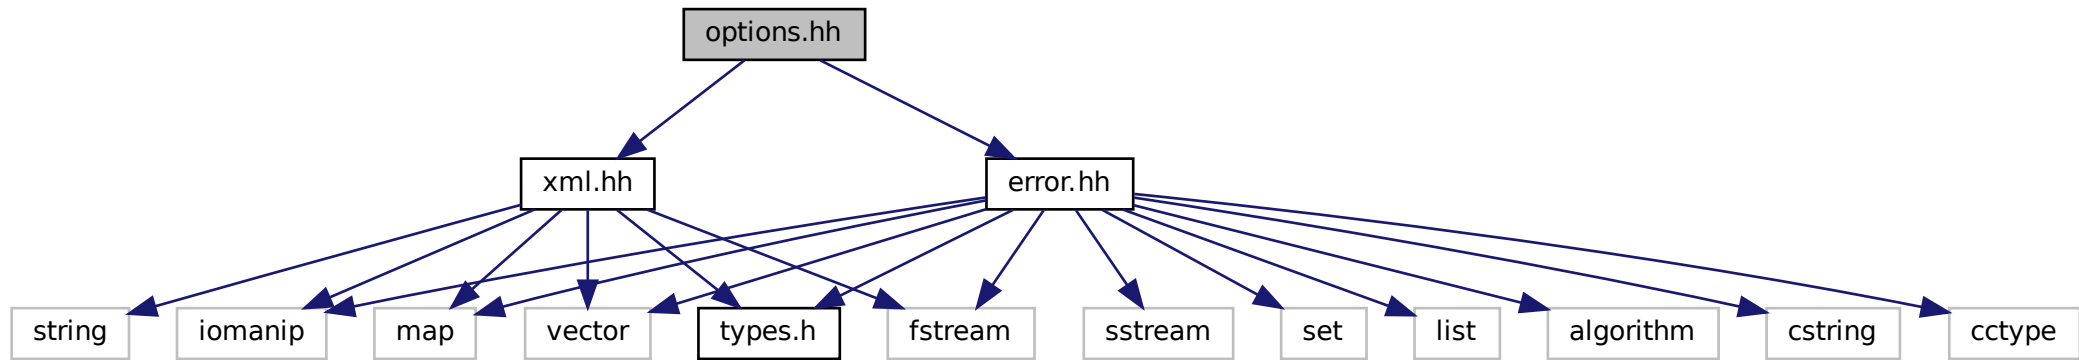 options.hh
xml.hh
error.hh
string
iomanip
map
vector
types.h
fstream
sstream
set
list
algorithm
cstring
cctype